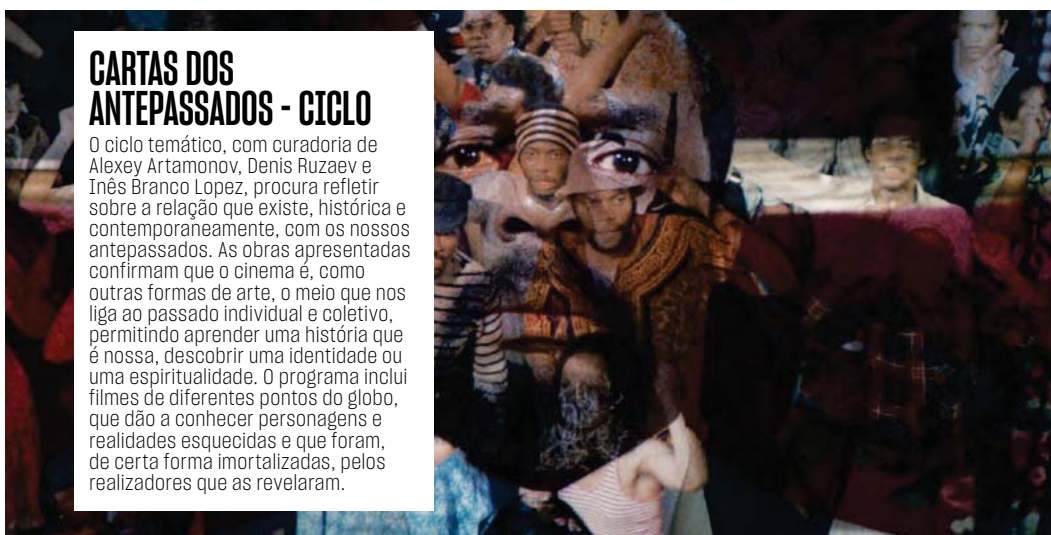 CARTAS DOS
ANTEPASSADOS - CICLO
O ciclo temático, com curadoria de
Alexey Artamonov, Denis Ruzaev e
Inês Branco Lopez, procura refletir
sobre a relação que existe, histórica e
contemporaneamente, com os nossos
antepassados. As obras apresentadas
confirmam que o cinema é, como
outras formas de arte, o meio que nos
liga ao passado individual e coletivo,
permitindo aprender uma história que
é nossa, descobrir uma identidade ou
uma espiritualidade. O programa inclui
filmes de diferentes pontos do globo,
que dão a conhecer personagens e
realidades esquecidas e que foram,
de certa forma imortalizadas, pelos
realizadores que as revelaram.